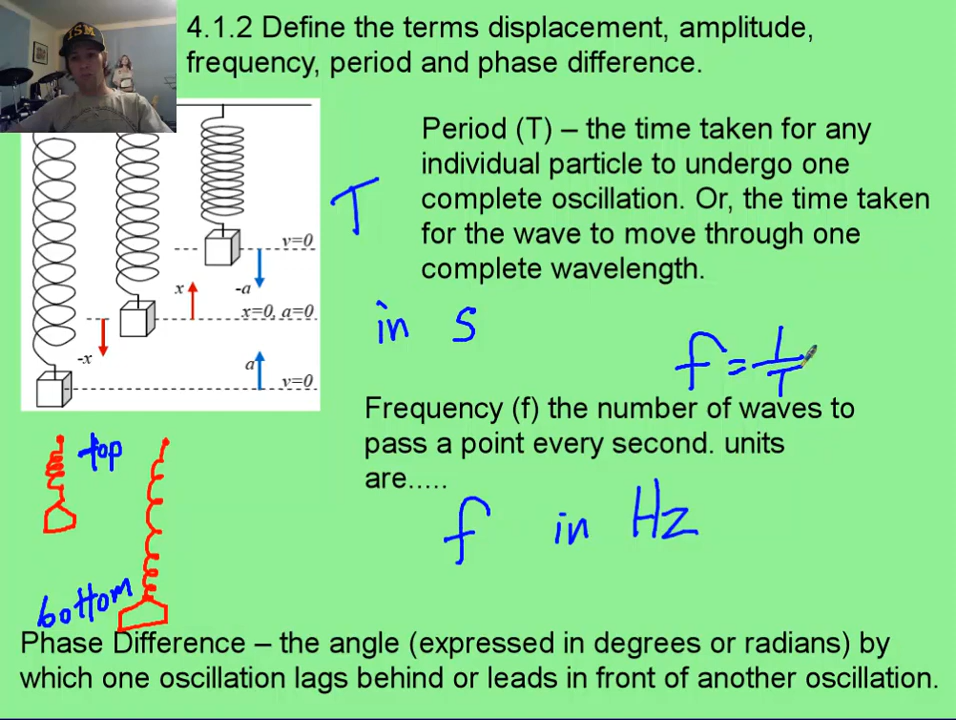 4.1.2 Define the terms displacement, amplitude,
frequency, period and phase difference.
Period (T) – the time taken for any
individual particle to undergo one
complete oscillation. Or, the time taken
for the wave to move through one
complete wavelength.
T
v=0
x
-a
x=0, a=0
-x
a
v=0
in s
f = 1/T
Frequency (f) the number of waves to
pass a point every second. units
are.....
f in Hz
top
bottom
Phase Difference – the angle (expressed in degrees or radians) by
which one oscillation lags behind or leads in front of another oscillation.